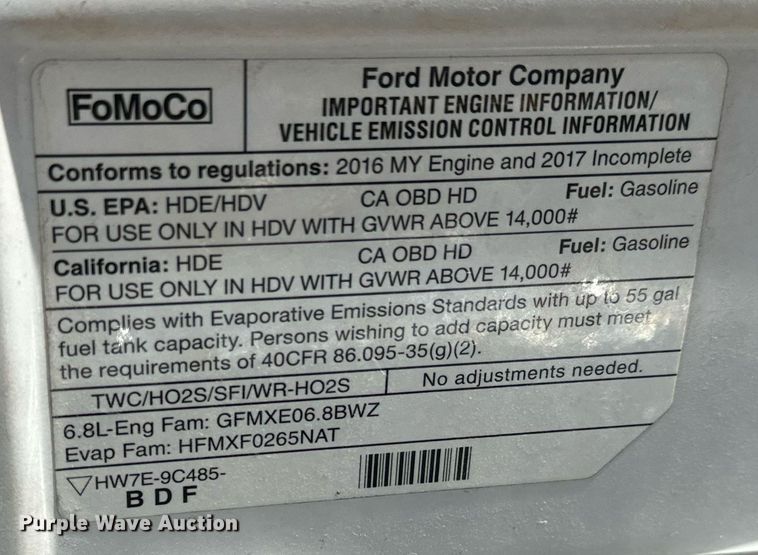 FoMoCo
Ford Motor Company
IMPORTANT ENGINE INFORMATION/
VEHICLE EMISSION CONTROL INFORMATION
Conforms to regulations: 2016 MY Engine and 2017 Incomplete
U.S. EPA: HDE/HDV CA OBD HD Fuel: Gasoline
FOR USE ONLY IN HDV WITH GVWR ABOVE 14,000#
California: HDE CA OBD HD Fuel: Gasoline
FOR USE ONLY IN HDV WITH GVWR ABOVE 14,000#
Complies with Evaporative Emissions Standards with up to 55 gal
fuel tank capacity. Persons wishing to add capacity must meet
the requirements of 40CFR 86.095-35(g)(2).
TWC/HO2S/SFI/WR-HO2S No adjustments needed.
6.8L-Eng Fam: GFMXE06.8BWZ
Evap Fam: HFMXF0265NAT
▽HW7E-9C485-
B D F
Purple Wave Auction